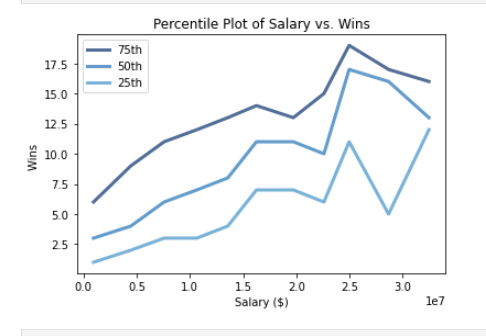 Percentile Plot of Salary vs. Wins
75th
50th
25th
17.5
15.0
12.5
10.0
7.5
5.0
2.5
Wins
0.0 0.5 1.0 1.5 2.0 2.5 3.0
1e7
Salary ($)